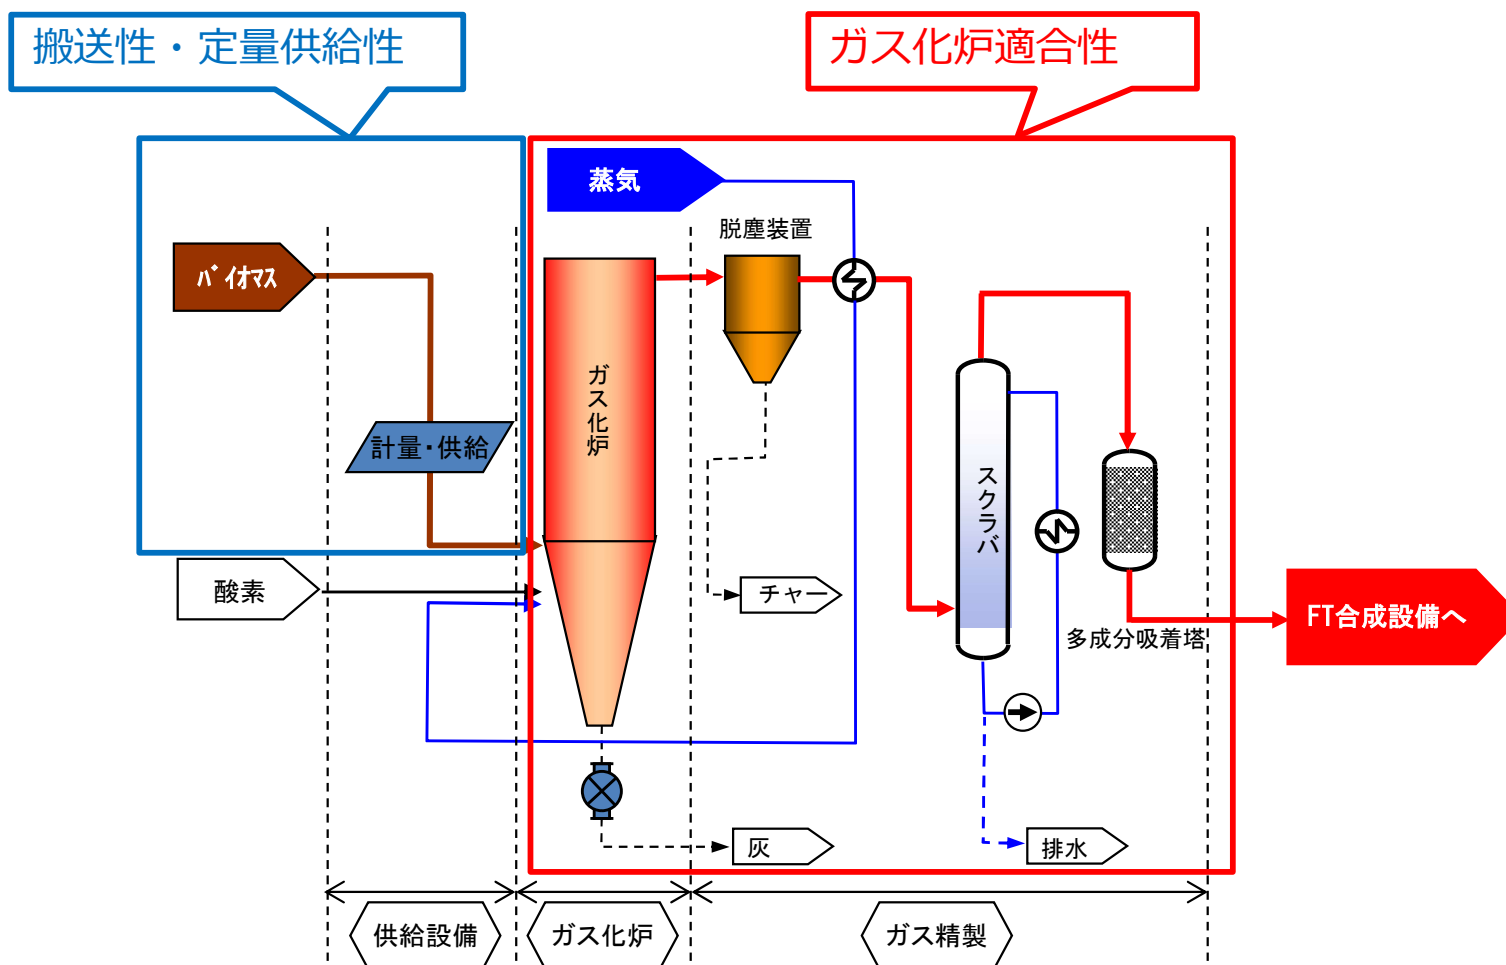 搬送性・定量供給性
ガス化炉適合性
蒸気
脱塵装置
バイオマス
ガス化炉
計量・供給
スクラバ
酸素
チャー
FT合成設備へ
多成分吸着塔
灰
排水
供給設備
ガス化炉
ガス精製